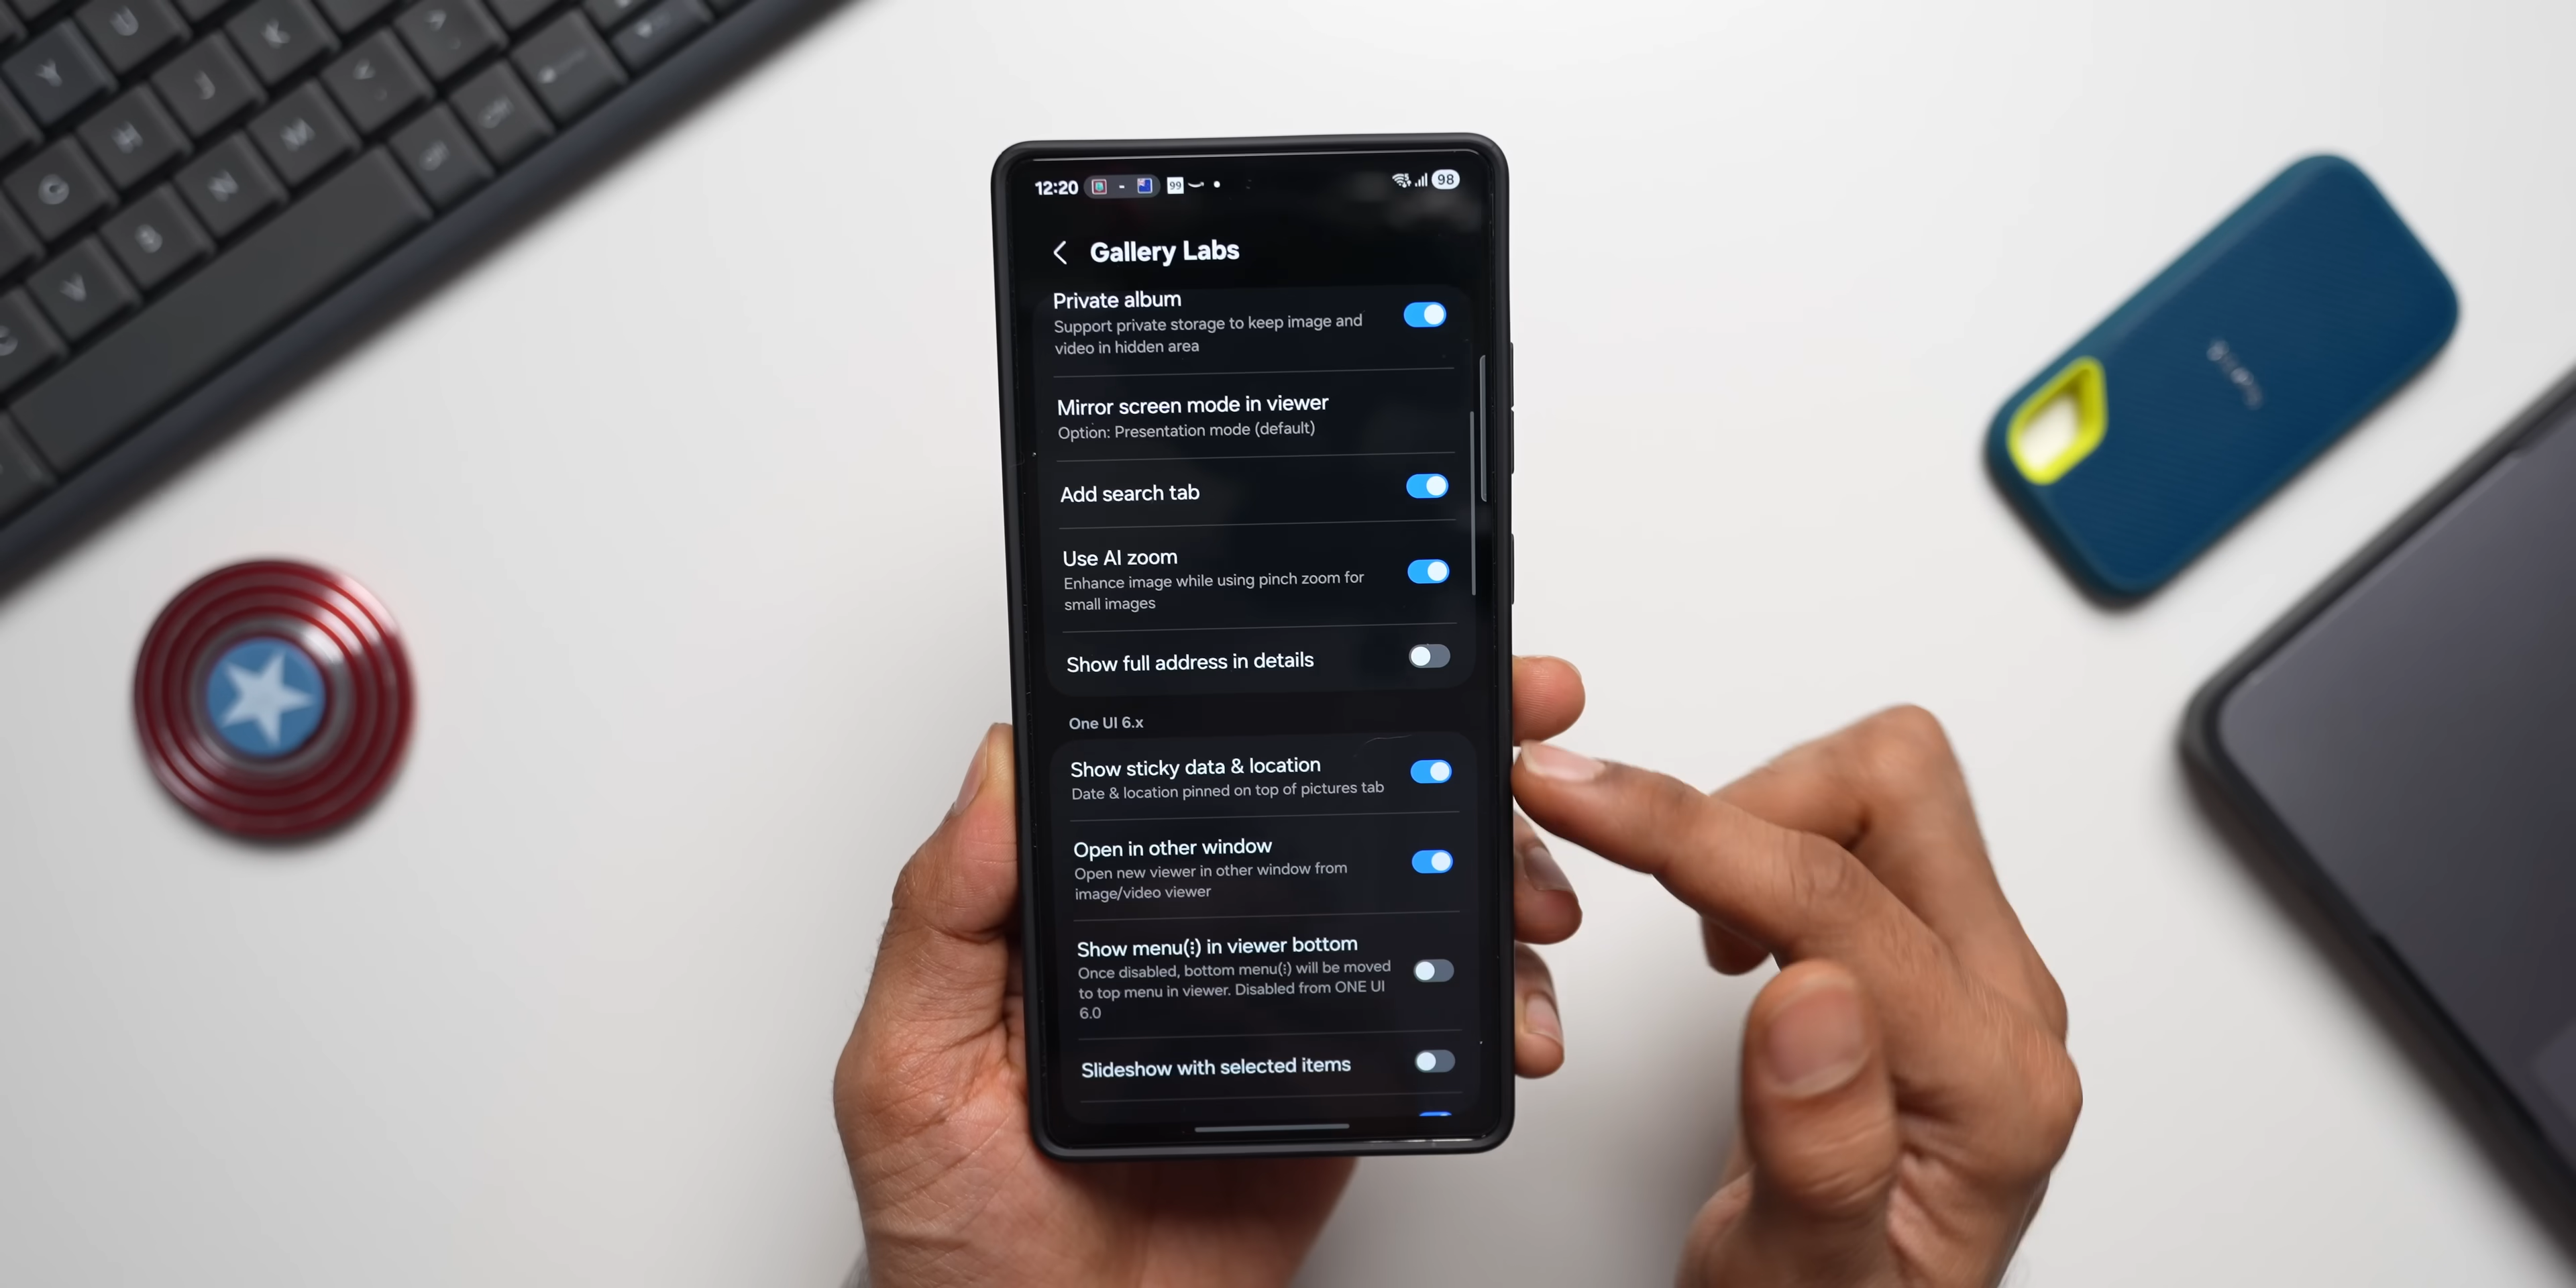 12:20
99
98
Gallery Labs
Private album
Support private storage to keep image and
video in hidden area
Mirror screen mode in viewer
Option: Presentation mode (default)
Add search tab
Use AI zoom
Enhance image while using pinch zoom for
small images
Show full address in details
One UI 6.x
Show sticky data & location
Date & location pinned on top of pictures tab
Open in other window
Open new viewer in other window from
image/video viewer
Show menu(⋮) in viewer bottom
Once disabled, bottom menu(⋮) will be moved
to top menu in viewer. Disabled from ONE UI
6.0
Slideshow with selected items